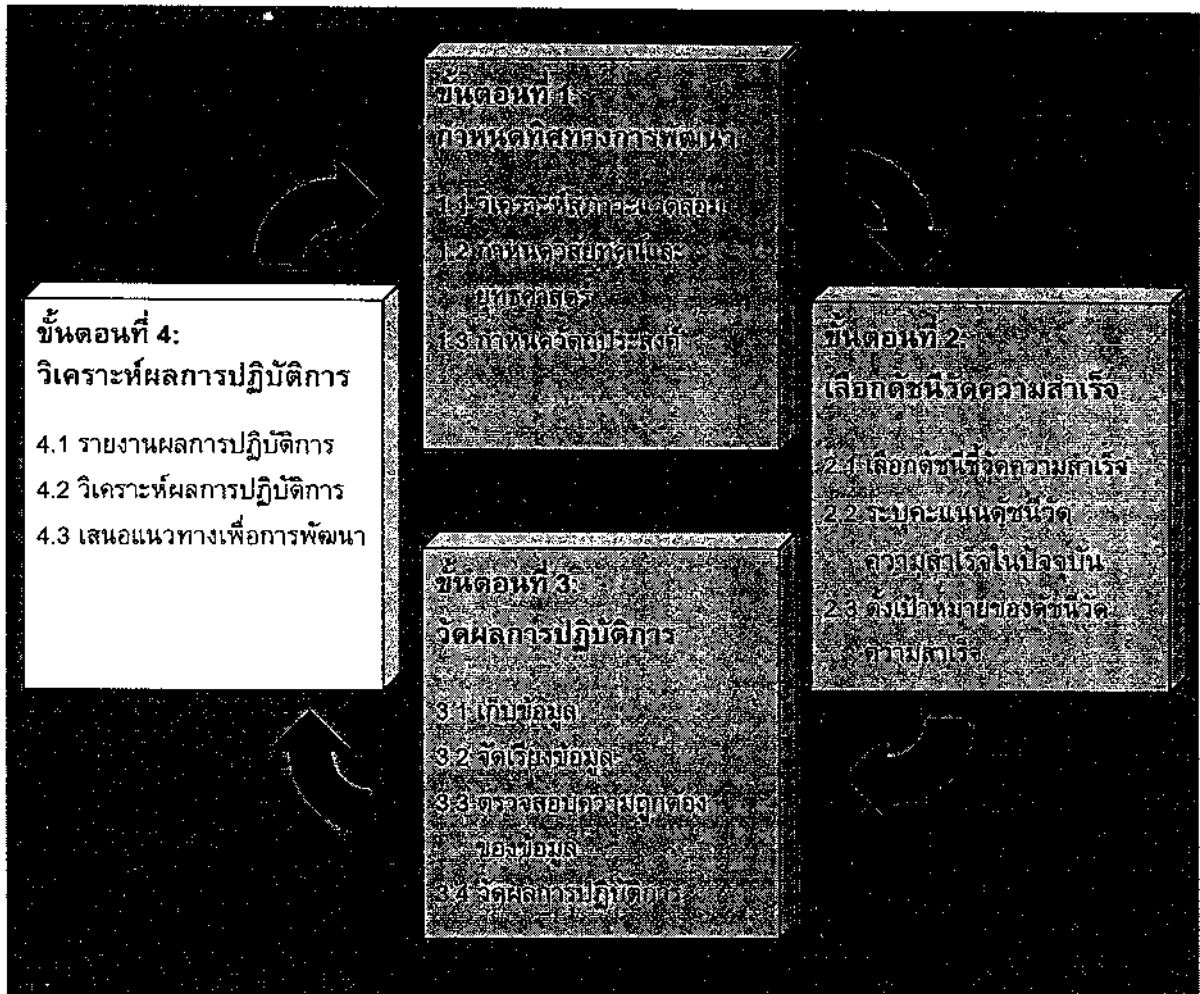 ขั้นตอนที่ 1:
กำหนดทิศทางการพัฒนา
1.1 วิเคราะห์สภาวะแวดล้อม
1.2 กำหนดวิสัยทัศน์และ
ยุทธศาสตร์
1.3 กำหนดวัตถุประสงค์
ขั้นตอนที่ 2:
เลือกดัชนีวัดความสำเร็จ
2.1 เลือกดัชนีชี้วัดความสำเร็จ
2.2 ระบุคะแนนดัชนีวัด
ความสำเร็จในปัจจุบัน
2.3 ตั้งเป้าหมายของดัชนีวัด
ความสำเร็จ
ขั้นตอนที่ 3:
วัดผลการปฏิบัติการ
3.1 เก็บข้อมูล
3.2 จัดเรียงข้อมูล
3.3 ตรวจสอบความถูกต้อง
ของข้อมูล
3.4 วัดผลการปฏิบัติการ
ขั้นตอนที่ 4:
วิเคราะห์ผลการปฏิบัติการ
4.1 รายงานผลการปฏิบัติการ
4.2 วิเคราะห์ผลการปฏิบัติการ
4.3 เสนอแนวทางเพื่อการพัฒนา